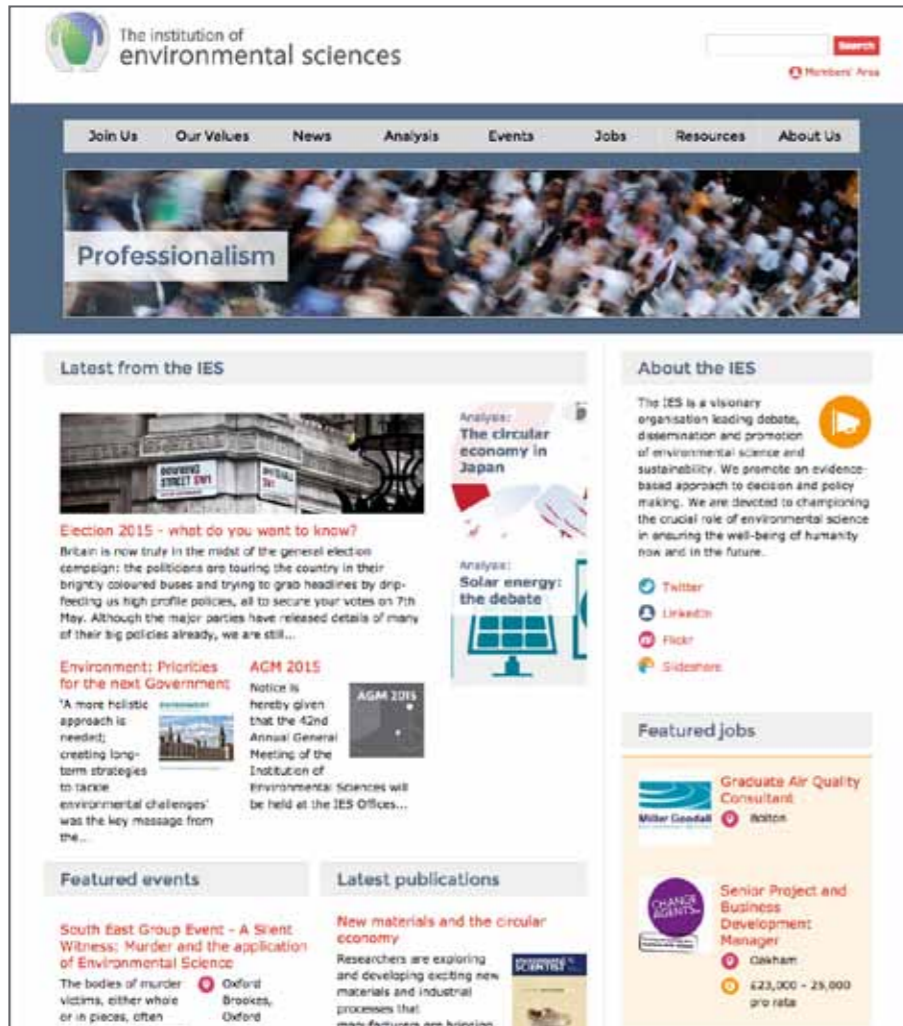 The institution of
environmental sciences
Search
Members' Area
Join Us
Our Values
News
Analysis
Events
Jobs
Resources
About Us
Professionalism
Latest from the IES
DOWNING
STREET SW1
Election 2015 - what do you want to know?
Britain is now truly in the midst of the general election
campaign: the politicians are touring the country in their
brightly coloured buses and trying to grab headlines by drip-
feeding us high profile policies, all to secure your votes on 7th
May. Although the major parties have released details of many
of their big policies already, we are still...
Analysis:
The circular
economy in
Japan
Analysis:
Solar energy:
the debate
Environment: Priorities
for the next Government
'A more holistic
approach is
needed;
creating long-
term strategies
to tackle
environmental challenges'
was the key message from
the...
AGM 2015
Notice is
hereby given
that the 42nd
Annual General
Meeting of the
Institution of
Environmental Sciences will
be held at the IES Offices...
AGM 2015
Featured events
South East Group Event - A Silent
Witness: Murder and the application
of Environmental Science
The bodies of murder
victims, either whole
or in pieces, often
Oxford
Brookes,
Oxford
Latest publications
New materials and the circular
economy
Researchers are exploring
and developing exciting new
materials and industrial
processes that
manufacturers are bringing
ENVIRONMENTAL
SCIENTIST
About the IES
The IES is a visionary
organisation leading debate,
dissemination and promotion
of environmental science and
sustainability. We promote an evidence-
based approach to decision and policy
making. We are devoted to championing
the crucial role of environmental science
in ensuring the well-being of humanity
now and in the future.
Twitter
LinkedIn
Flickr
Slideshare
Featured jobs
Miller Goodall
Graduate Air Quality
Consultant
Bolton
CHANGE
AGENTS
Senior Project and
Business
Development
Manager
Oakham
£23,000 - 25,000
pro rata